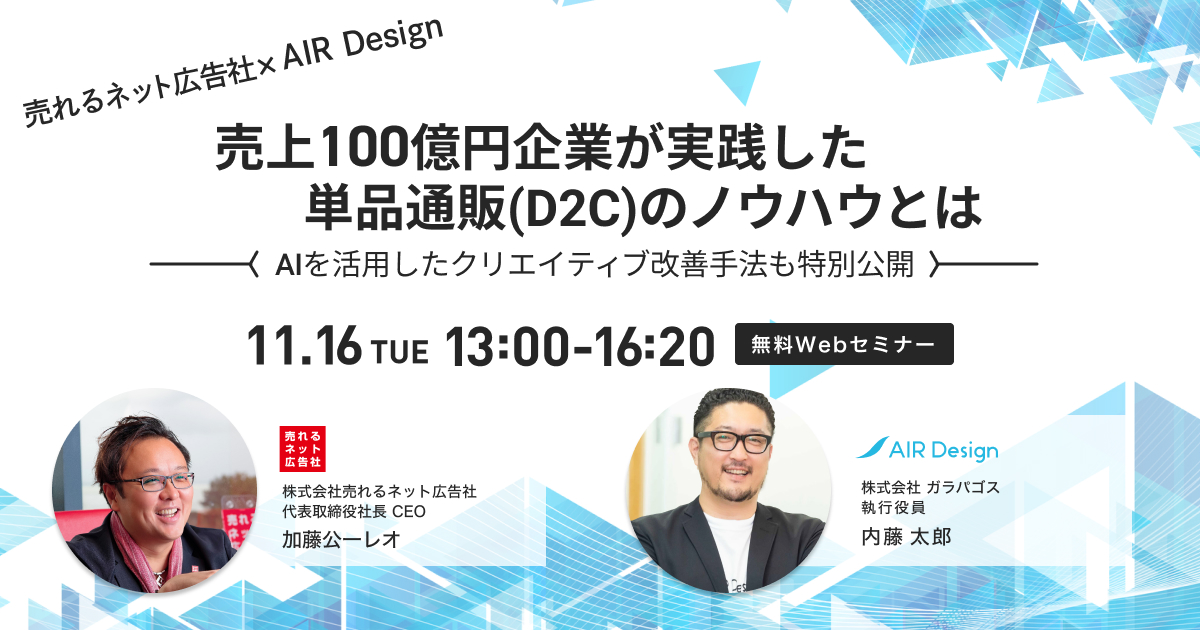 売れるネット広告社×AIR Design
売上100億円企業が実践した
単品通販(D2C)のノウハウとは
AIを活用したクリエイティブ改善手法も特別公開
11.16 TUE 13:00-16:20 無料Webセミナー
売れる
ネット
広告社
株式会社売れるネット広告社
代表取締役社長 CEO
加藤公一レオ
AIR Design
株式会社 ガラパゴス
執行役員
内藤 太郎